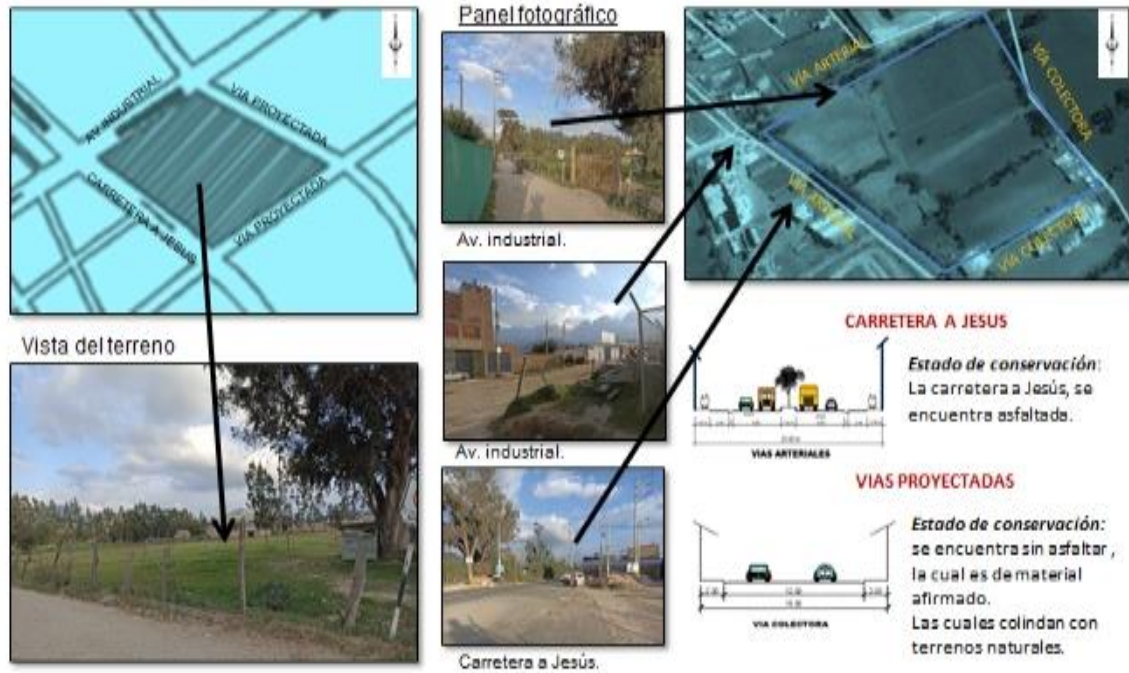 Panel fotográfico
AV. INDUSTRIAL
VIA PROYECTADA
CARRETERA A JESUS
VIA PROYECTADA
VÍA ARTERIAL
VÍA COLECTORA
VÍA COLECTORA
Av. industrial.
Vista del terreno
Av. industrial.
Carretera a Jesús.
CARRETERA A JESUS
Estado de conservación:
La carretera a Jesús, se
encuentra asfaltada.
VIAS ARTERIALES
VIAS PROYECTADAS
Estado de conservación:
se encuentra sin asfaltar ,
la cual es de material
afirmado.
Las cuales colindan con
terrenos naturales.
VIA COLECTORA